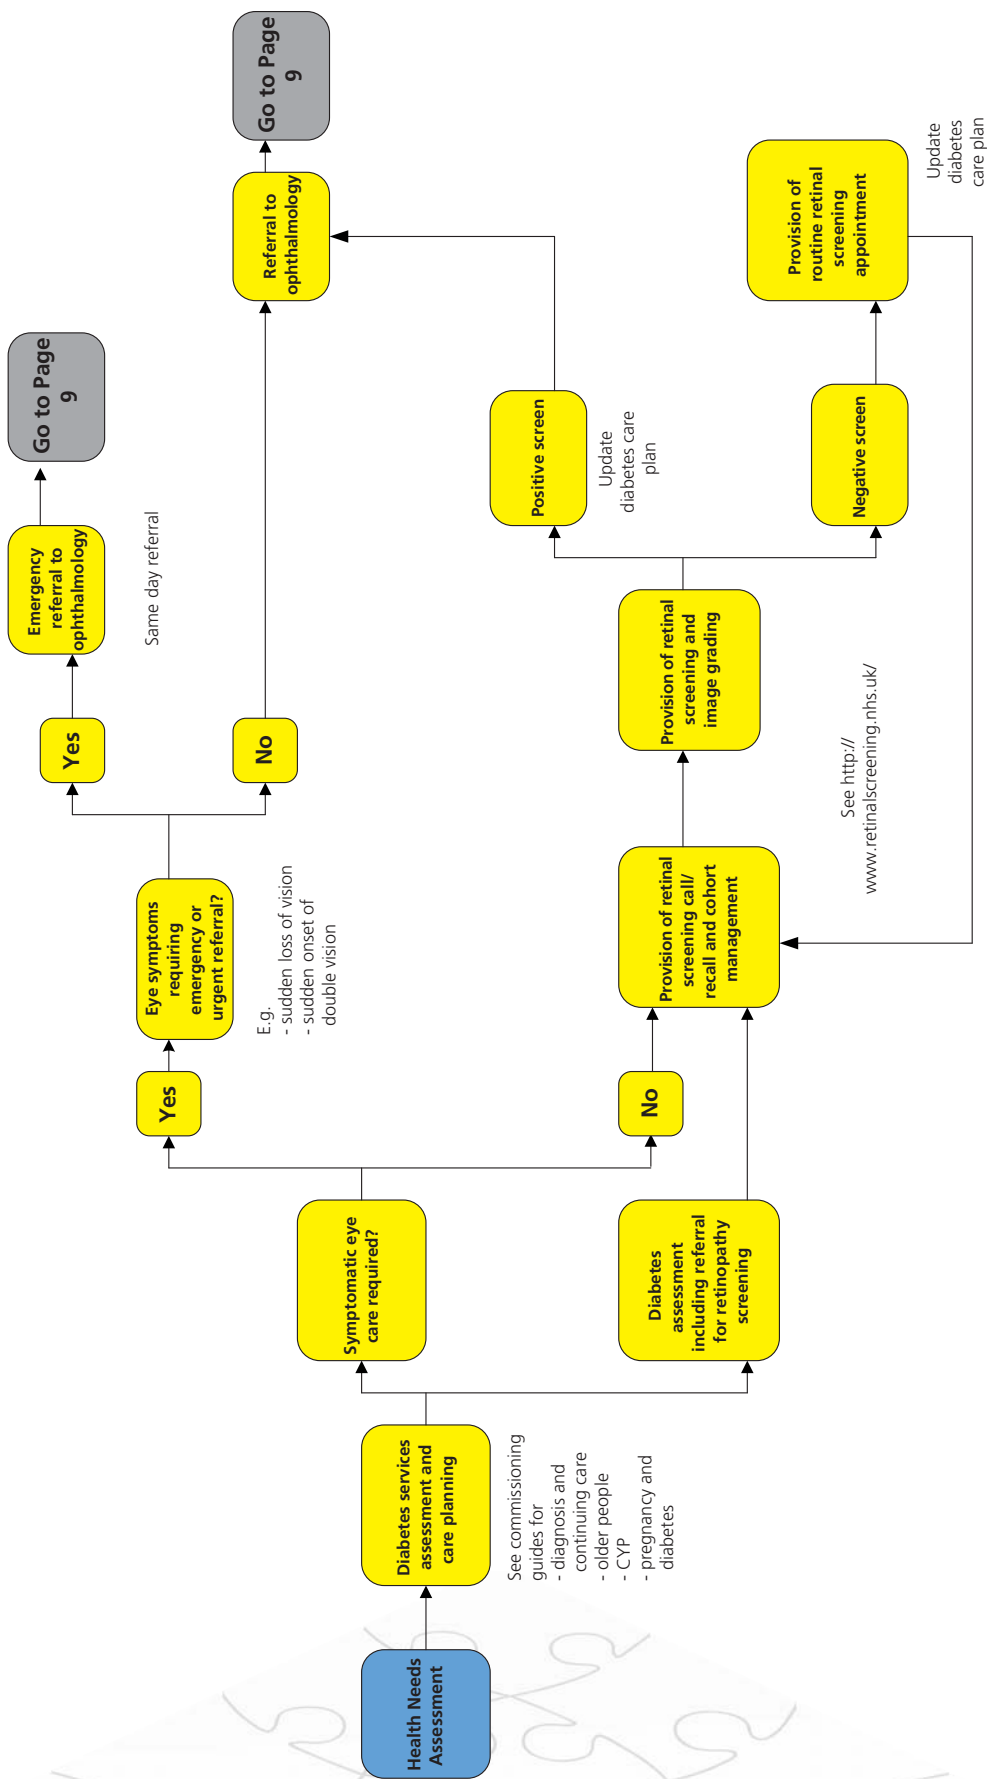 Health Needs
Assessment
Diabetes services
assessment and
care planning
See commissioning
guides for
- diagnosis and
continuing care
- older people
- CYP
- pregnancy and
diabetes
Symptomatic eye
care required?
Diabetes
assessment
including referral
for retinopathy
screening
Yes
No
Eye symptoms
requiring
emergency or
urgent referral?
E.g.
- sudden loss of vision
- sudden onset of
double vision
Provision of retinal
screening call/
recall and cohort
management
See http://
www.retinalscreening.nhs.uk/
Yes
No
Provision of retinal
screening and
image grading
Emergency
referral to
ophthalmology
Same day referral
Positive screen
Update
diabetes care
plan
Negative screen
Go to Page
9
Referral to
ophthalmology
Provision of
routine retinal
screening
appointment
Update
diabetes
care plan
Go to Page
9